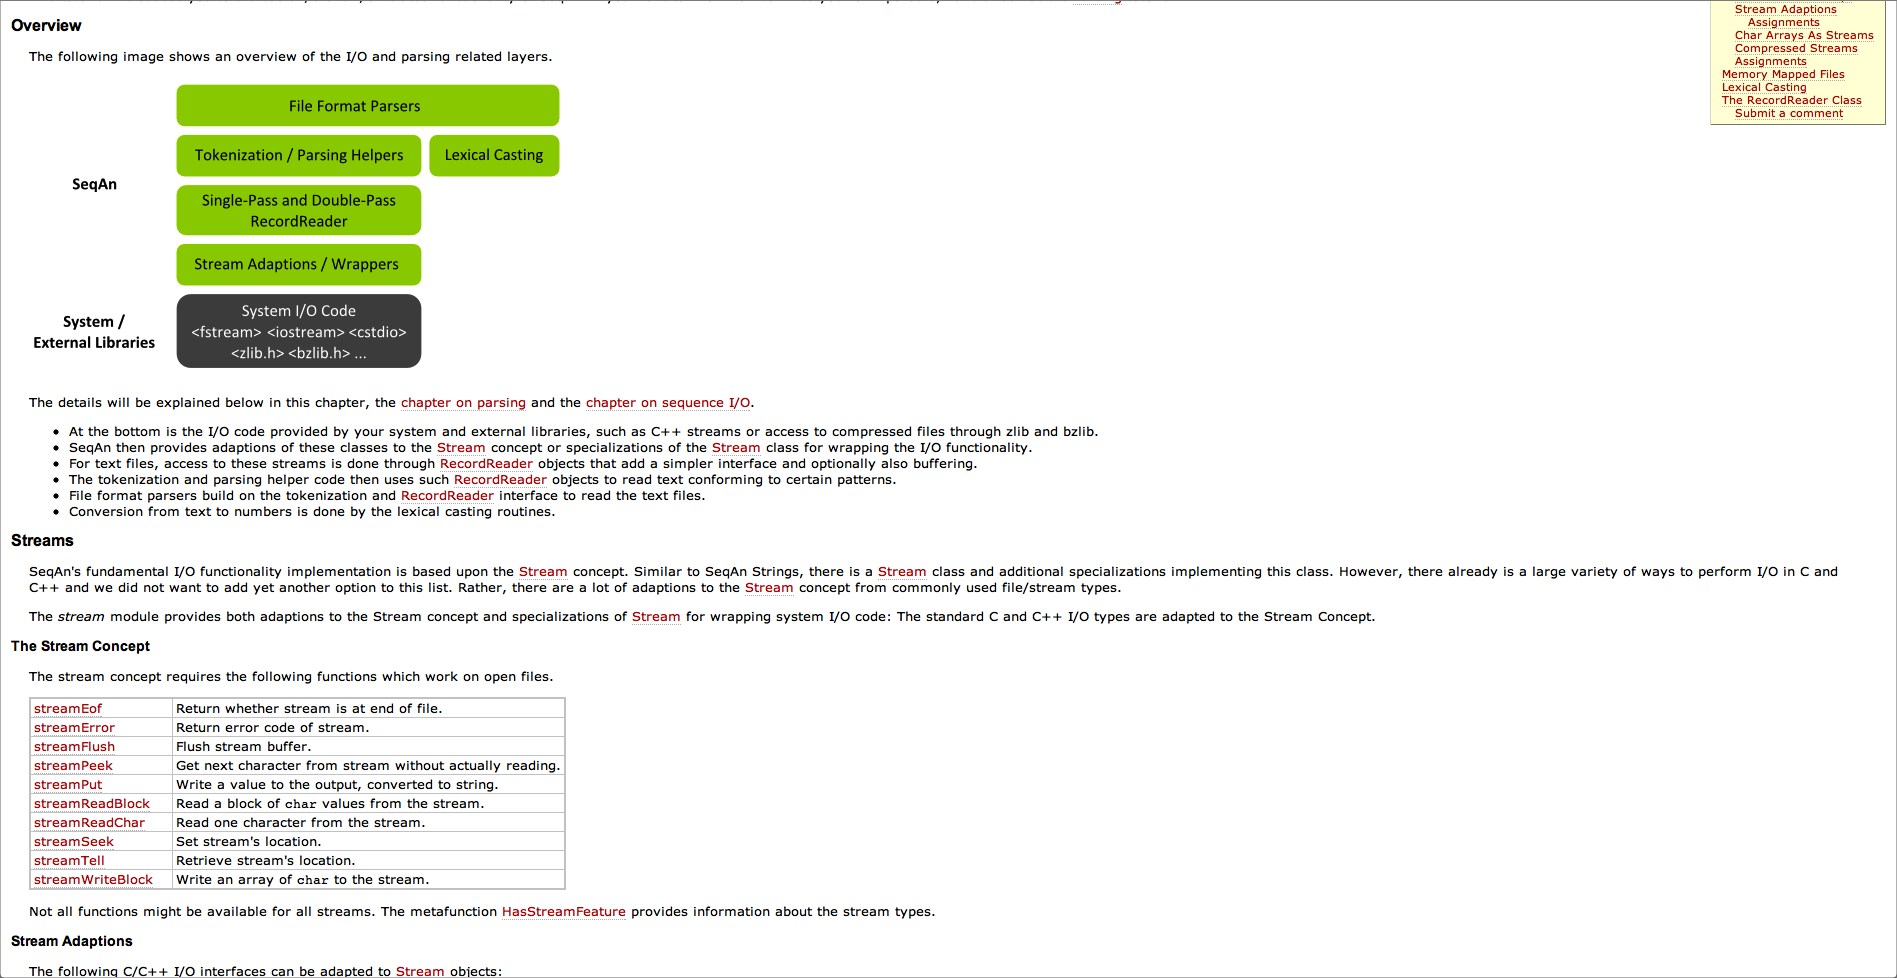 Overview
The following image shows an overview of the I/O and parsing related layers.
File Format Parsers
Tokenization / Parsing Helpers
Lexical Casting
SeqAn
Single-Pass and Double-Pass
RecordReader
Stream Adaptions / Wrappers
System /
External Libraries
System I/O Code
<fstream> <iostream> <cstdio>
<zlib.h> <bzlib.h> ...
The details will be explained below in this chapter, the chapter on parsing and the chapter on sequence I/O.
At the bottom is the I/O code provided by your system and external libraries, such as C++ streams or access to compressed files through zlib and bzlib.
SeqAn then provides adaptions of these classes to the Stream concept or specializations of the Stream class for wrapping the I/O functionality.
For text files, access to these streams is done through RecordReader objects that add a simpler interface and optionally also buffering.
The tokenization and parsing helper code then uses such RecordReader objects to read text conforming to certain patterns.
File format parsers build on the tokenization and RecordReader interface to read the text files.
Conversion from text to numbers is done by the lexical casting routines.
Streams
SeqAn's fundamental I/O functionality implementation is based upon the Stream concept. Similar to SeqAn Strings, there is a Stream class and additional specializations implementing this class. However, there already is a large variety of ways to perform I/O in C and
C++ and we did not want to add yet another option to this list. Rather, there are a lot of adaptions to the Stream concept from commonly used file/stream types.
The stream module provides both adaptions to the Stream concept and specializations of Stream for wrapping system I/O code: The standard C and C++ I/O types are adapted to the Stream Concept.
The Stream Concept
The stream concept requires the following functions which work on open files.
streamEof Return whether stream is at end of file.
streamError Return error code of stream.
streamFlush Flush stream buffer.
streamPeek Get next character from stream without actually reading.
streamPut Write a value to the output, converted to string.
streamReadBlock Read a block of char values from the stream.
streamReadChar Read one character from the stream.
streamSeek Set stream's location.
streamTell Retrieve stream's location.
streamWriteBlock Write an array of char to the stream.
Not all functions might be available for all streams. The metafunction HasStreamFeature provides information about the stream types.
Stream Adaptions
The following C/C++ I/O interfaces can be adapted to Stream objects:
Stream Adaptions
Assignments
Char Arrays As Streams
Compressed Streams
Assignments
Memory Mapped Files
Lexical Casting
The RecordReader Class
Submit a comment